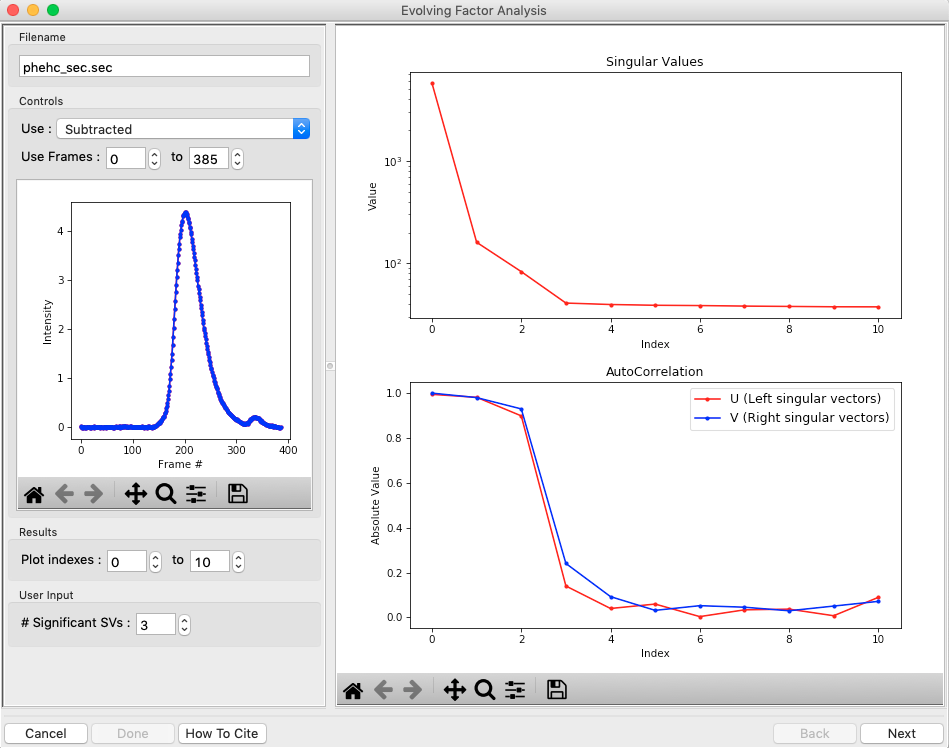 Evolving Factor Analysis
Filename
phehc_sec.sec
Controls
Use : Subtracted
Use Frames : 0 to 385
4
3
2
1
0
Intensity
0 100 200 300 400
Frame #
Results
Plot indexes : 0 to 10
User Input
# Significant SVs : 3
Singular Values
10³
10²
Value
0 2 4 6 8 10
Index
AutoCorrelation
U (Left singular vectors)
V (Right singular vectors)
1.0
0.8
0.6
0.4
0.2
0.0
Absolute Value
0 2 4 6 8 10
Index
Cancel Done How To Cite Back Next